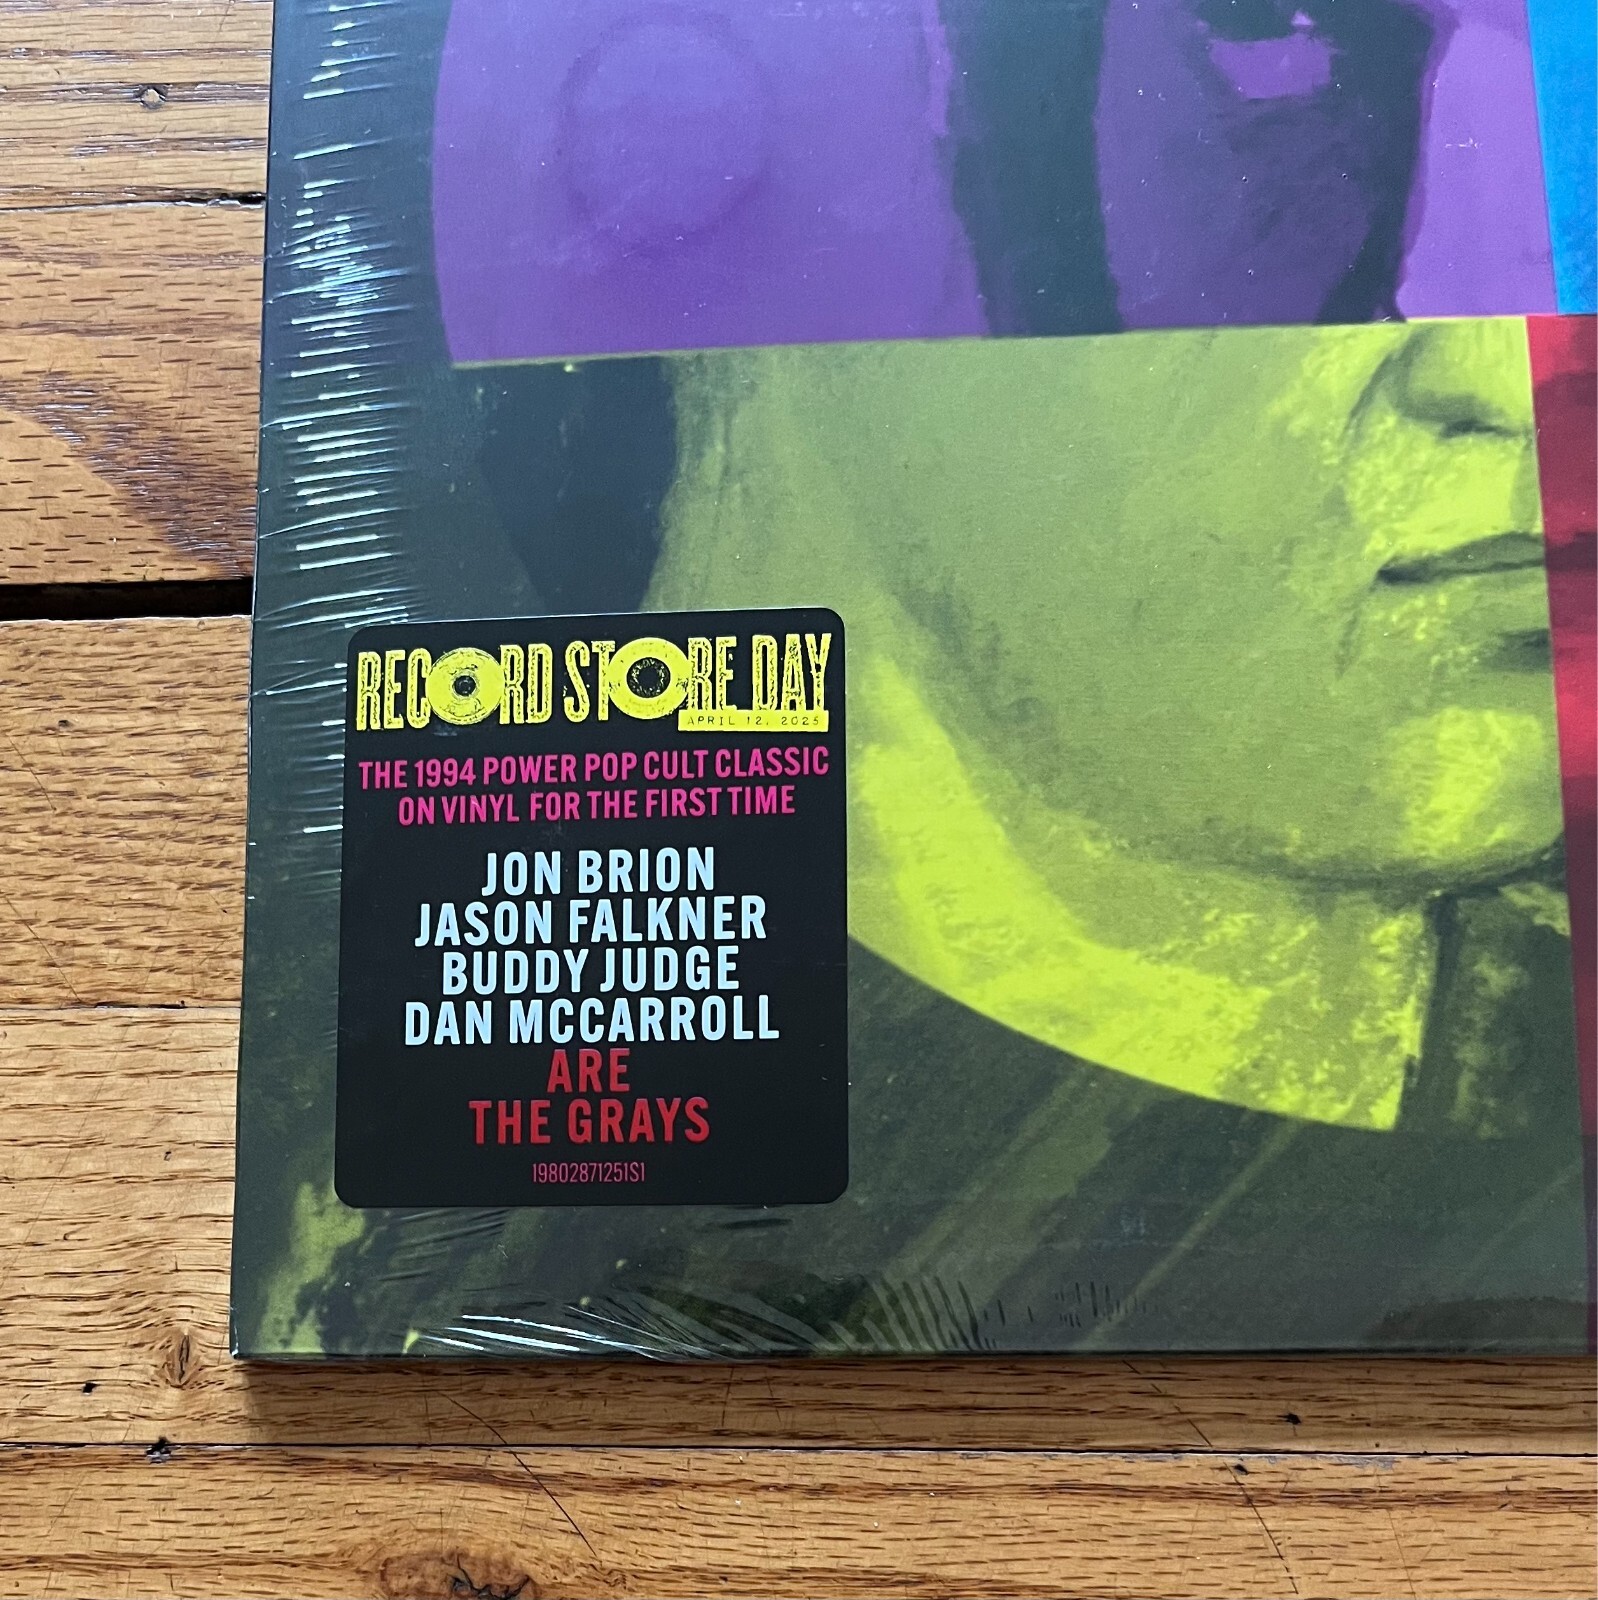 RECORD STORE DAY
APRIL 12, 2025
THE 1994 POWER POP CULT CLASSIC
ON VINYL FOR THE FIRST TIME
JON BRION
JASON FALKNER
BUDDY JUDGE
DAN MCCARROLL
ARE
THE GRAYS
19802871251S1